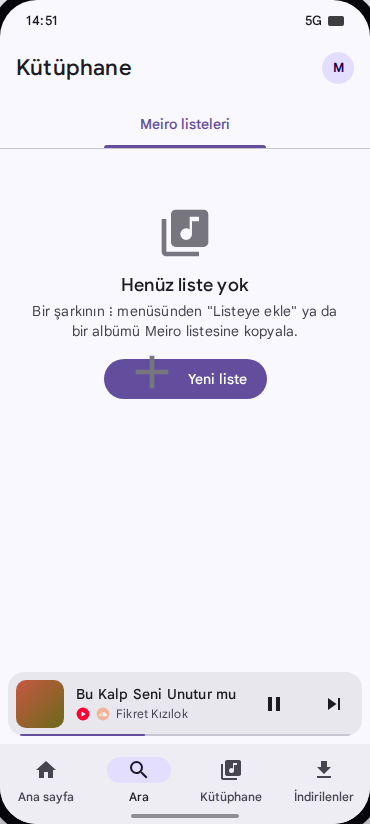 14:51
5G
Kütüphane
M
Meiro listeleri
Henüz liste yok
Bir şarkının ⋮ menüsünden "Listeye ekle" ya da
bir albümü Meiro listesine kopyala.
Yeni liste
Bu Kalp Seni Unutur mu
Fikret Kızılok
Ana sayfa
Ara
Kütüphane
İndirilenler